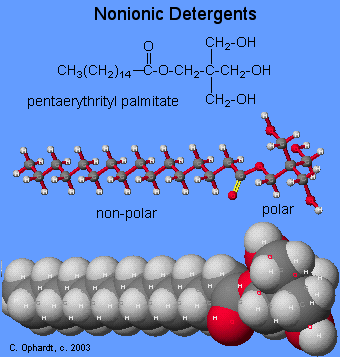 Nonionic Detergents
CH2-OH
O
CH3(CH2)14-C-O-CH2-C-CH2-OH
CH2-OH
pentaerythrityl palmitate
non-polar
polar
C. Ophardt, c. 2003